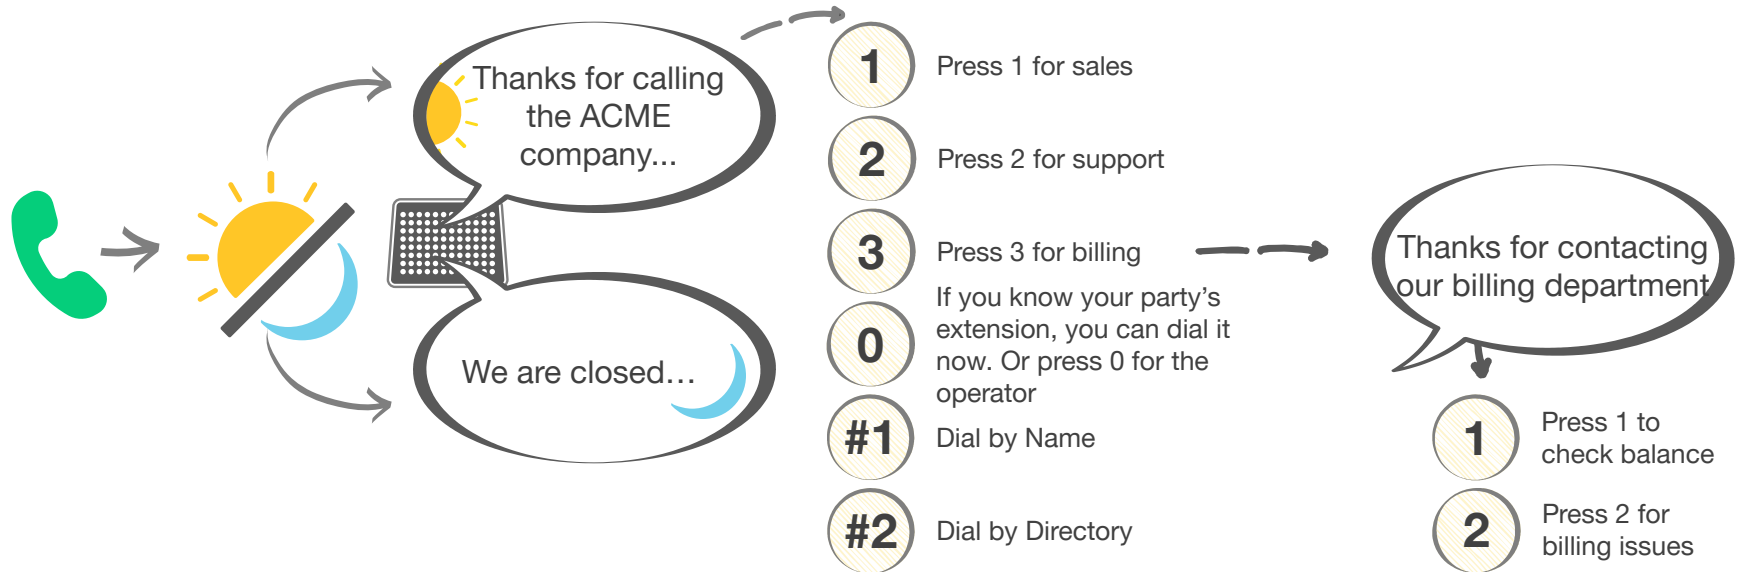 Thanks for calling
the ACME
company...
We are closed...
1
Press 1 for sales
2
Press 2 for support
3
Press 3 for billing
0
If you know your party's
extension, you can dial it
now. Or press 0 for the
operator
#1
Dial by Name
#2
Dial by Directory
Thanks for contacting
our billing department
1
Press 1 to
check balance
2
Press 2 for
billing issues